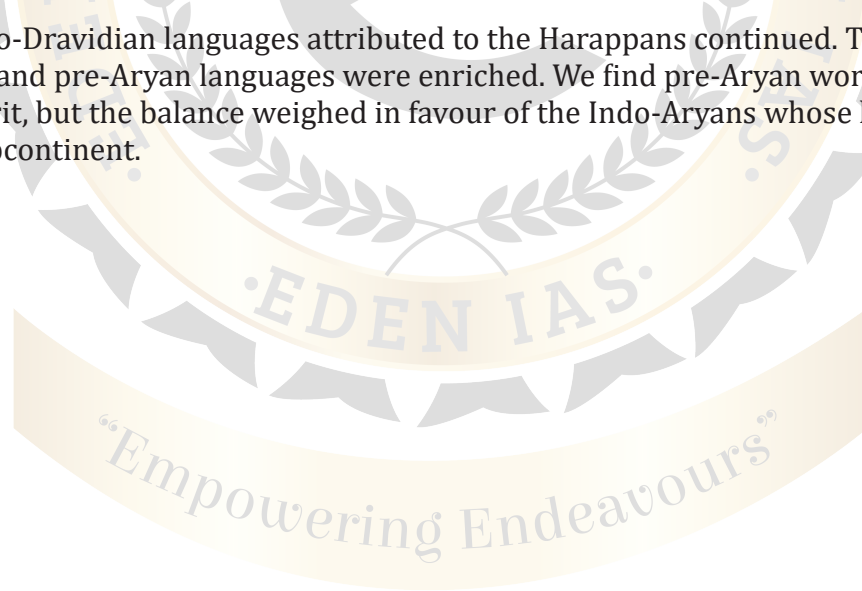 o-Dravidian languages attributed to the Harappans continued. T
and pre-Aryan languages were enriched. We find pre-Aryan wor
rit, but the balance weighed in favour of the Indo-Aryans whose
ocontinent.
·EDEN IAS·
“Empowering Endeavours”